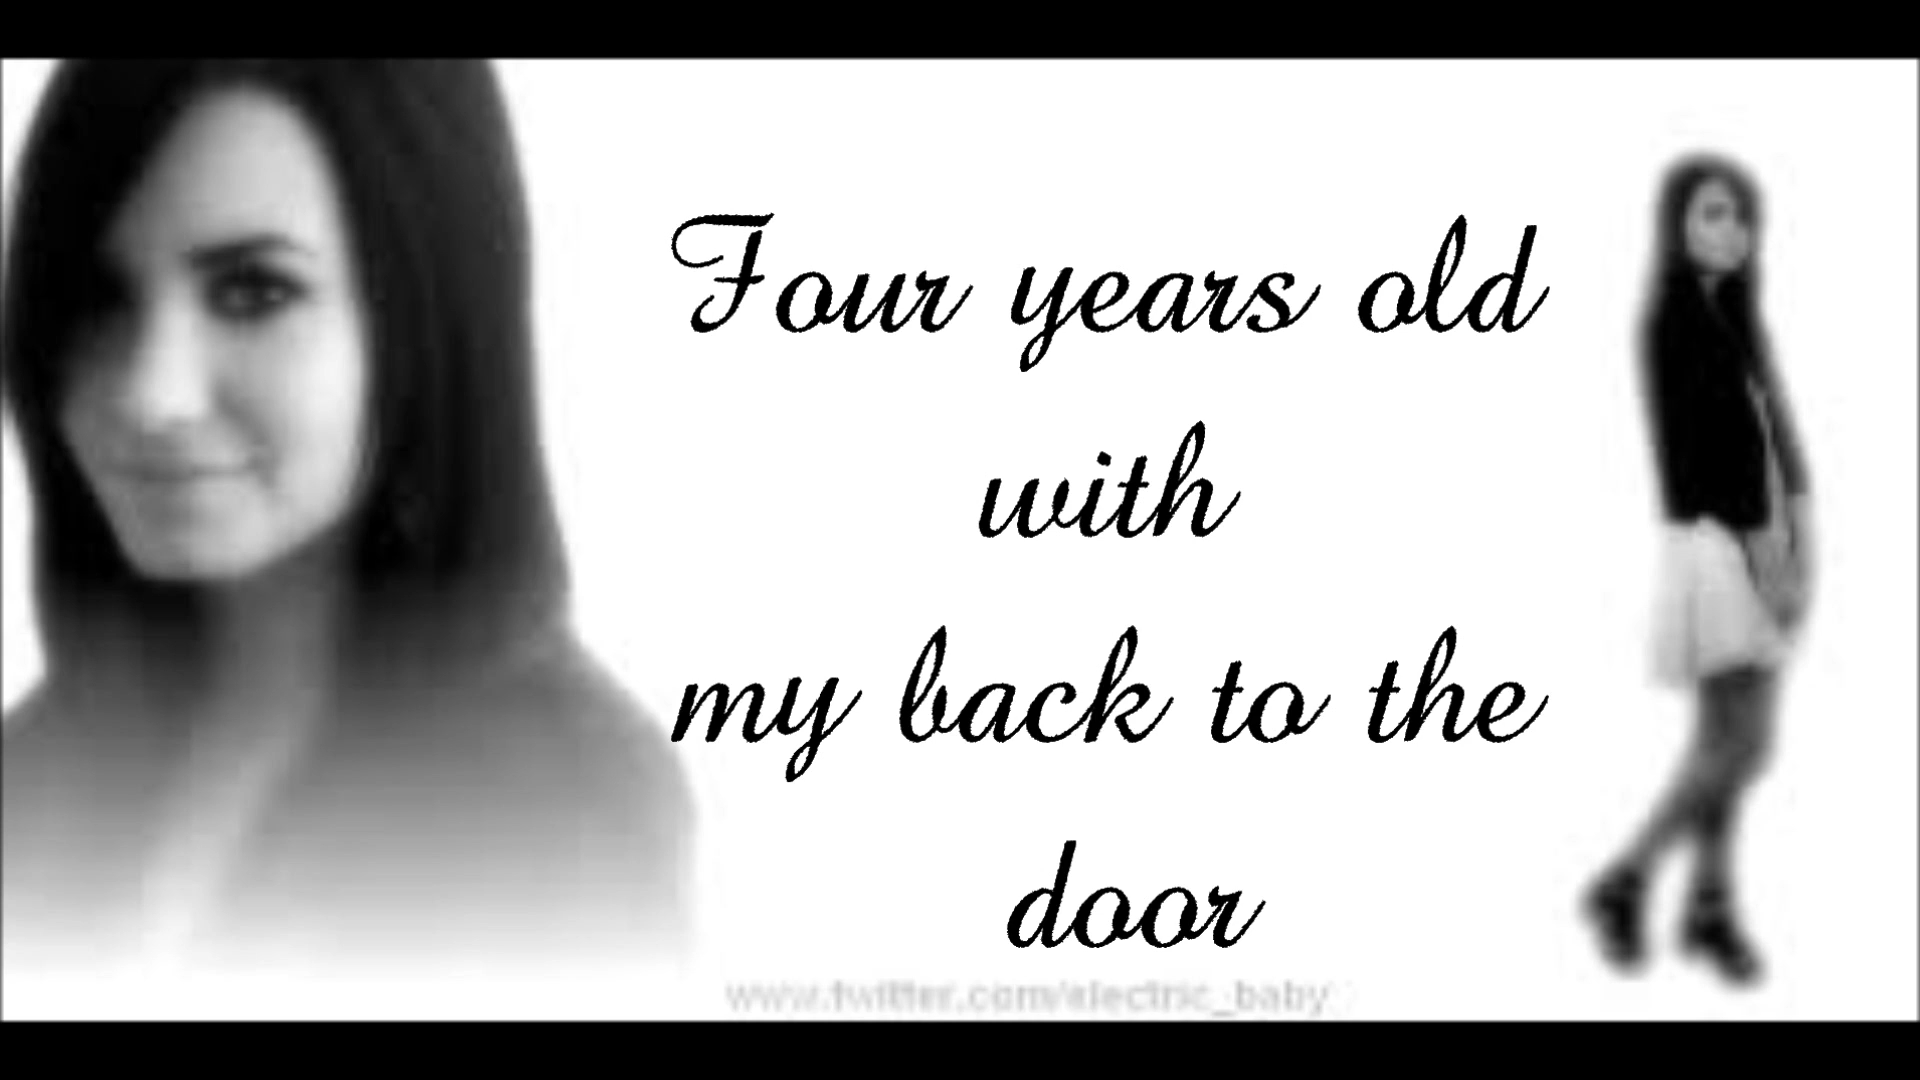 Four years old
with
my back to the
door
www.twitter.com/electric_baby